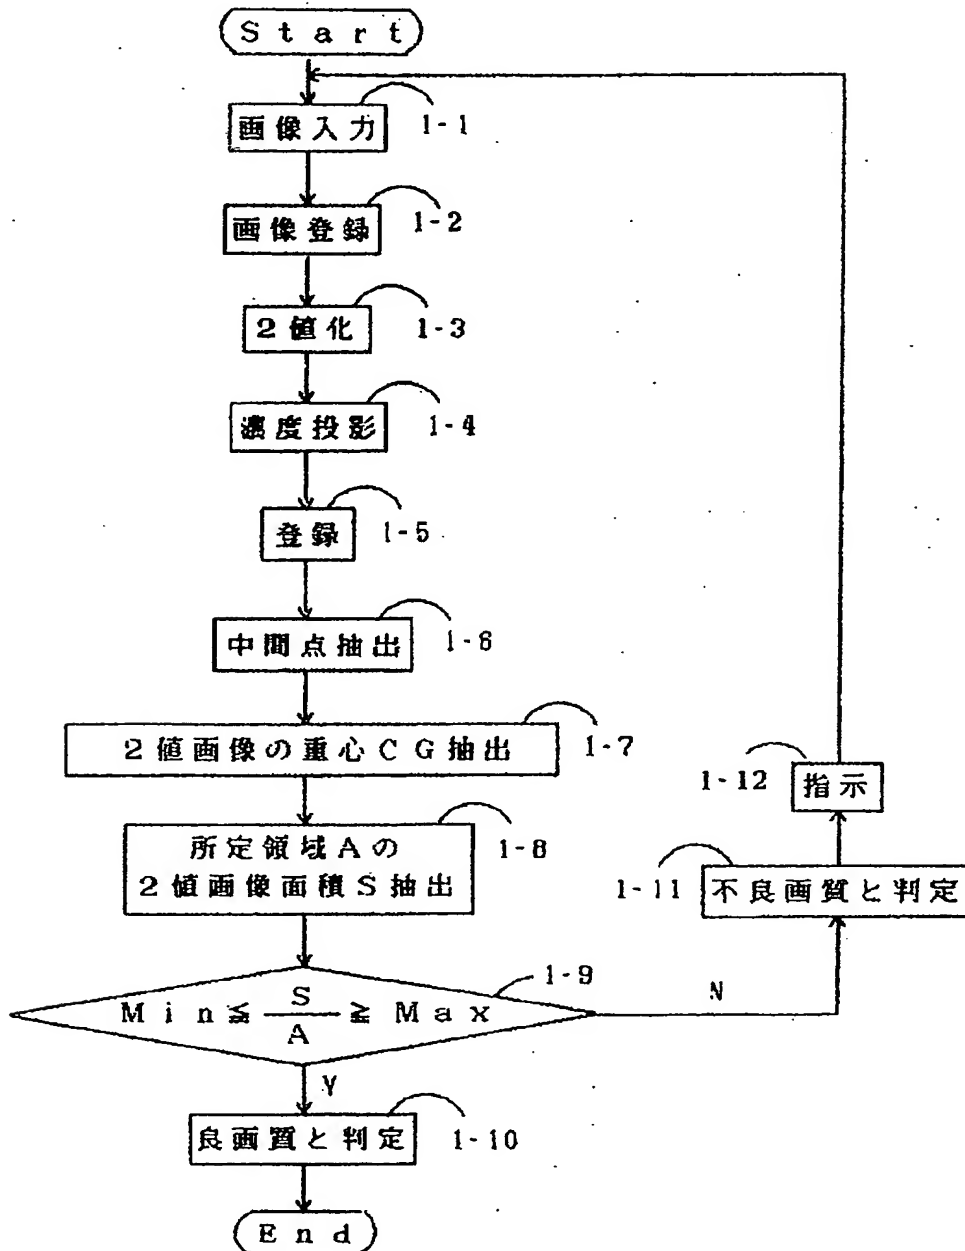 Start
画像入力
1-1
画像登録
1-2
2値化
1-3
濃度投影
1-4
登録
1-5
中間点抽出
1-6
2値画像の重心CG抽出
1-7
所定領域Aの
2値画像面積S抽出
1-8
Min≦S/A≧Max
1-9
N
Y
良画質と判定
1-10
End
1-11
不良画質と判定
1-12
指示